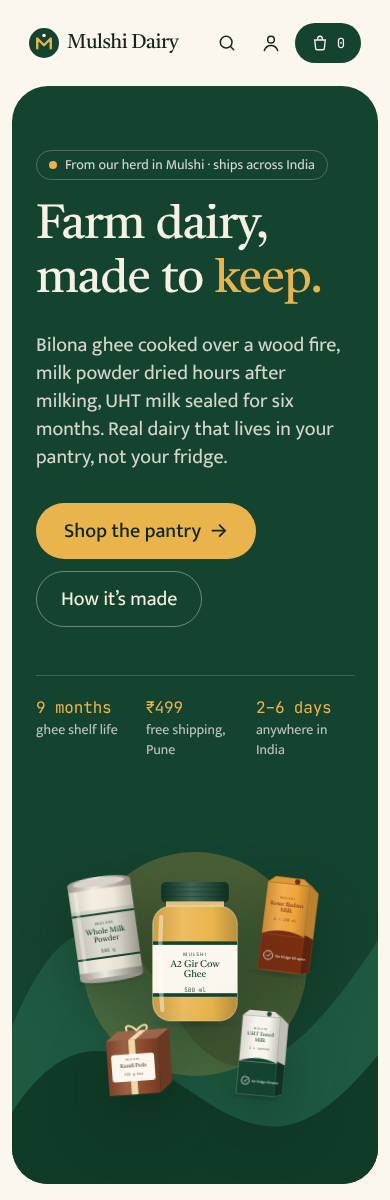 Mulshi Dairy
0
From our herd in Mulshi · ships across India
Farm dairy,
made to keep.
Bilona ghee cooked over a wood fire,
milk powder dried hours after
milking, UHT milk sealed for six
months. Real dairy that lives in your
pantry, not your fridge.
Shop the pantry →
How it's made
9 months
ghee shelf life
₹499
free shipping,
Pune
2–6 days
anywhere in
India
Whole Milk
Powder
500 g
MULSHI
A2 Gir Cow
Ghee
500 ml
Milk
MULSHI
Kandi Peda
UHT Toned
Milk